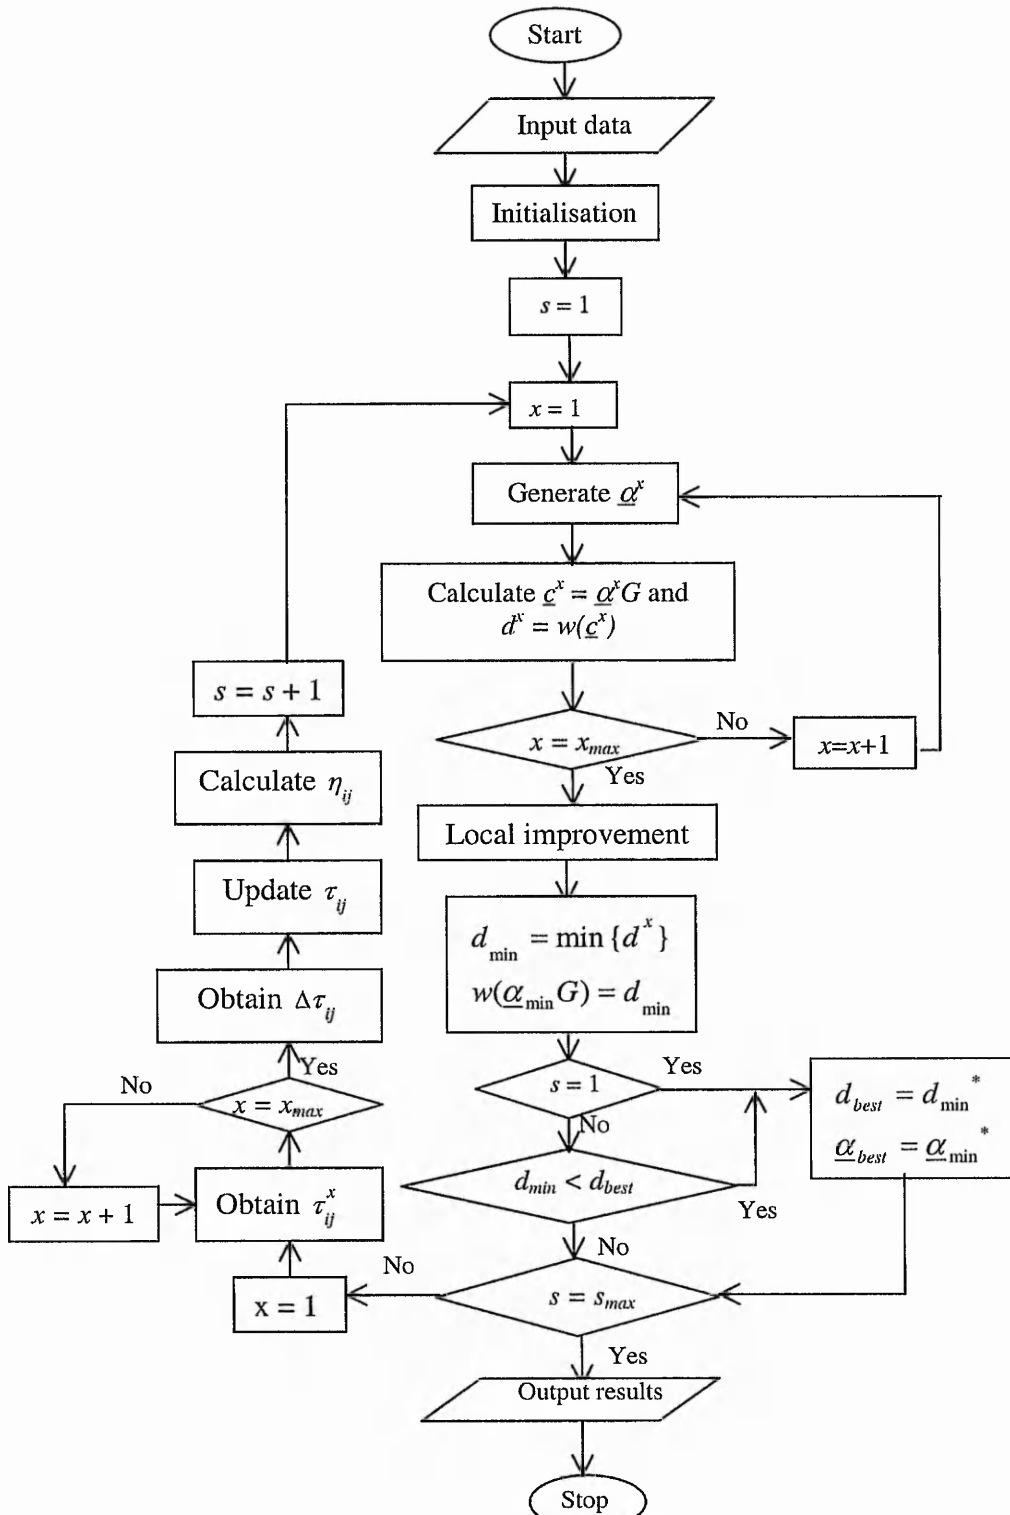 Start
Input data
Initialisation
s = 1
x = 1
Generate α^x
Calculate c^x = α^x G and
d^x = w(c^x)
s = s + 1
x = x_max
No
x=x+1
Yes
Calculate η_ij
Local improvement
Update τ_ij
d_min = min {d^x}
w(α_min G) = d_min
Obtain Δτ_ij
Yes
No
x = x_max
s = 1
Yes
d_best = d_min*
α_best = α_min*
No
d_min < d_best
Yes
x = x + 1
Obtain τ_ij^x
No
No
x = 1
s = s_max
Yes
Output results
Stop